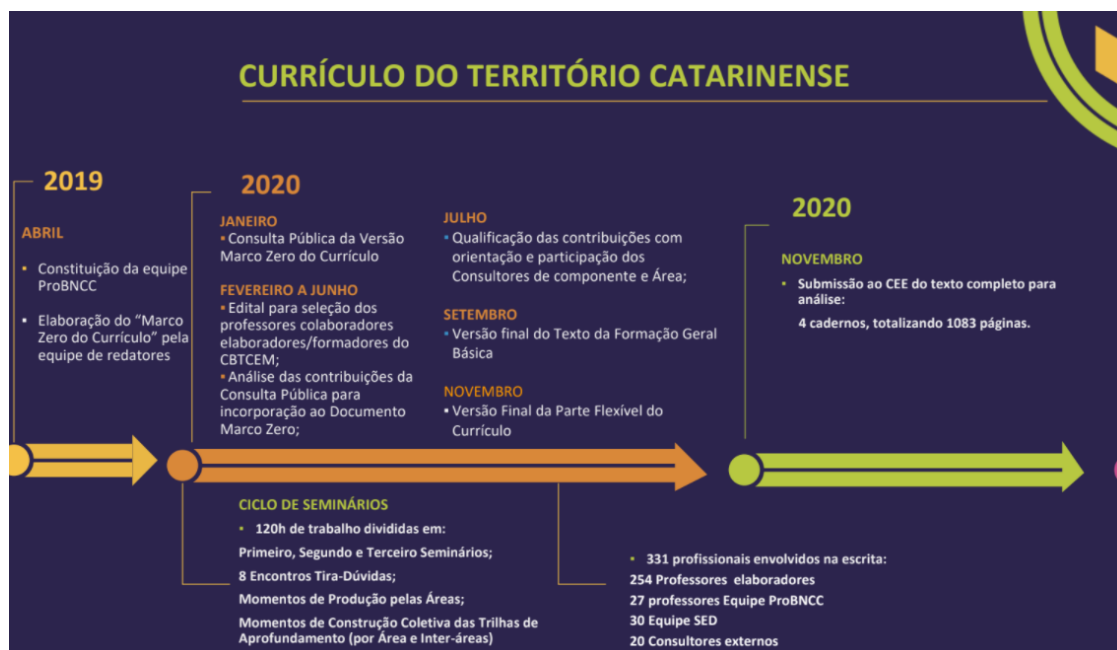 CURRÍCULO DO TERRITÓRIO CATARINENSE
2019
ABRIL
▪ Constituição da equipe
ProBNCC
▪ Elaboração do “Marco
Zero do Currículo” pela
equipe de redatores
2020
JANEIRO
▪Consulta Pública da Versão
Marco Zero do Currículo
FEVEREIRO A JUNHO
▪Edital para seleção dos
professores colaboradores
elaboradores/formadores do
CBTCEM;
▪Análise das contribuições da
Consulta Pública para
incorporação ao Documento
Marco Zero;
JULHO
▪Qualificação das contribuições com
orientação e participação dos
Consultores de componente e Área;
SETEMBRO
▪Versão final do Texto da Formação Geral
Básica
NOVEMBRO
▪Versão Final da Parte Flexível do
Currículo
2020
NOVEMBRO
▪ Submissão ao CEE do texto completo para
análise:
4 cadernos, totalizando 1083 páginas.
CICLO DE SEMINÁRIOS
▪ 120h de trabalho divididas em:
Primeiro, Segundo e Terceiro Seminários;
8 Encontros Tira-Dúvidas;
Momentos de Produção pelas Áreas;
Momentos de Construção Coletiva das Trilhas de
Aprofundamento (por Área e Inter-áreas)
▪ 331 profissionais envolvidos na escrita:
254 Professores elaboradores
27 professores Equipe ProBNCC
30 Equipe SED
20 Consultores externos